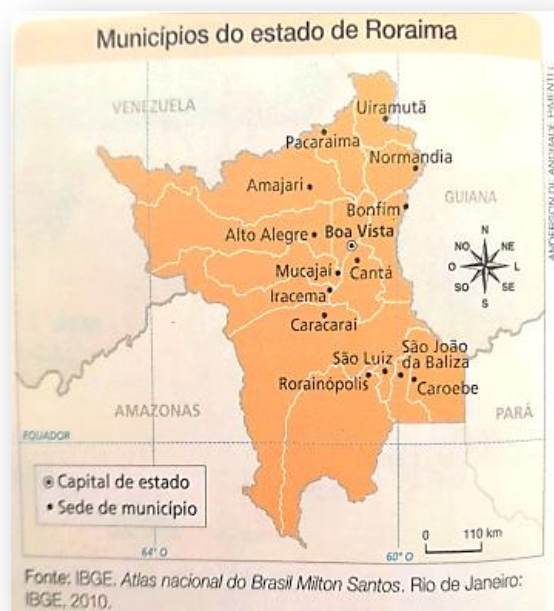 Municípios do estado de Roraima
VENEZUELA
Uiramutã
Pacaraima
Normandia
Amajari
GUIANA
Bonfim
Alto Alegre
Boa Vista
N
NO
NE
O
L
SO
SE
S
Mucajaí
Cantá
Iracema
Caracaraí
São Luiz
São João
da Baliza
Rorainópolis
Caroebe
AMAZONAS
PARÁ
EQUADOR
Capital de estado
Sede de município
0 110 km
64° O
60° O
ANDERSON DE ANDRADE PIMENTEL
Fonte: IBGE. Atlas nacional do Brasil Milton Santos. Rio de Janeiro:
IBGE, 2010.